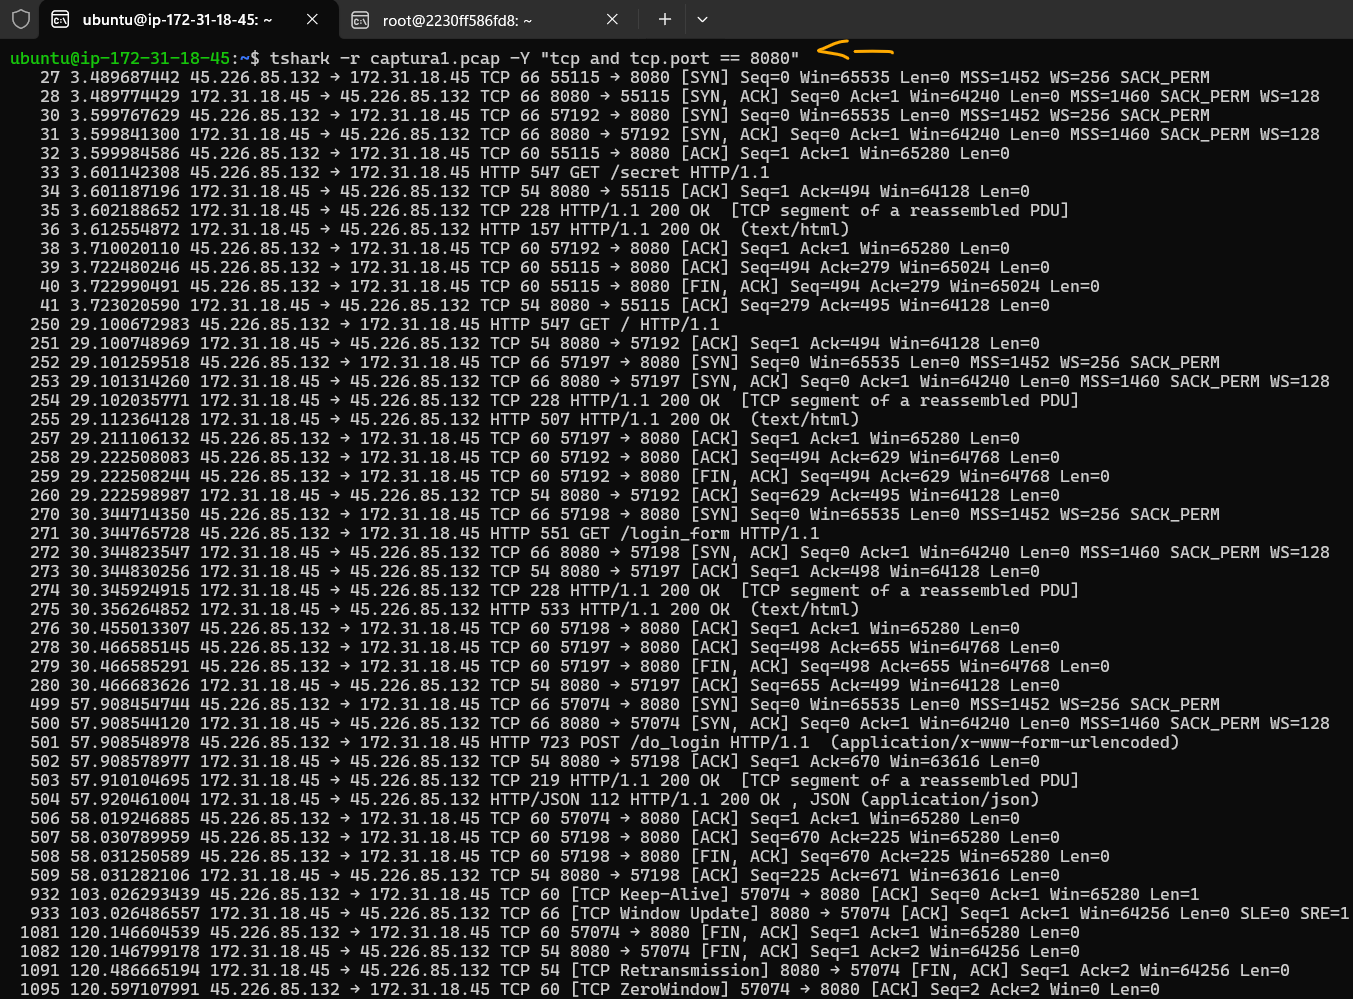 ubuntu@ip-172-31-18-45: ~
root@2230ff586fd8: ~
ubuntu@ip-172-31-18-45:~$ tshark -r captura1.pcap -Y "tcp and tcp.port == 8080"
27 3.489687442 45.226.85.132 → 172.31.18.45 TCP 66 55115 → 8080 [SYN] Seq=0 Win=65535 Len=0 MSS=1452 WS=256 SACK_PERM
28 3.489774429 172.31.18.45 → 45.226.85.132 TCP 66 8080 → 55115 [SYN, ACK] Seq=0 Ack=1 Win=64240 Len=0 MSS=1460 SACK_PERM WS=128
30 3.599767629 45.226.85.132 → 172.31.18.45 TCP 66 57192 → 8080 [SYN] Seq=0 Win=65535 Len=0 MSS=1452 WS=256 SACK_PERM
31 3.599841300 172.31.18.45 → 45.226.85.132 TCP 66 8080 → 57192 [SYN, ACK] Seq=0 Ack=1 Win=64240 Len=0 MSS=1460 SACK_PERM WS=128
32 3.599984586 45.226.85.132 → 172.31.18.45 TCP 60 55115 → 8080 [ACK] Seq=1 Ack=1 Win=65280 Len=0
33 3.601142308 45.226.85.132 → 172.31.18.45 HTTP 547 GET /secret HTTP/1.1
34 3.601187196 172.31.18.45 → 45.226.85.132 TCP 54 8080 → 55115 [ACK] Seq=1 Ack=494 Win=64128 Len=0
35 3.602188652 172.31.18.45 → 45.226.85.132 TCP 228 HTTP/1.1 200 OK  [TCP segment of a reassembled PDU]
36 3.612554872 172.31.18.45 → 45.226.85.132 HTTP 157 HTTP/1.1 200 OK  (text/html)
38 3.710020110 45.226.85.132 → 172.31.18.45 TCP 60 57192 → 8080 [ACK] Seq=1 Ack=1 Win=65280 Len=0
39 3.722480246 45.226.85.132 → 172.31.18.45 TCP 60 55115 → 8080 [ACK] Seq=494 Ack=279 Win=65024 Len=0
40 3.722990491 45.226.85.132 → 172.31.18.45 TCP 60 55115 → 8080 [FIN, ACK] Seq=494 Ack=279 Win=65024 Len=0
41 3.723020590 172.31.18.45 → 45.226.85.132 TCP 54 8080 → 55115 [ACK] Seq=279 Ack=495 Win=64128 Len=0
250 29.100672983 45.226.85.132 → 172.31.18.45 HTTP 547 GET / HTTP/1.1
251 29.100748969 172.31.18.45 → 45.226.85.132 TCP 54 8080 → 57192 [ACK] Seq=1 Ack=494 Win=64128 Len=0
252 29.101259518 45.226.85.132 → 172.31.18.45 TCP 66 57197 → 8080 [SYN] Seq=0 Win=65535 Len=0 MSS=1452 WS=256 SACK_PERM
253 29.101314260 172.31.18.45 → 45.226.85.132 TCP 66 8080 → 57197 [SYN, ACK] Seq=0 Ack=1 Win=64240 Len=0 MSS=1460 SACK_PERM WS=128
254 29.102035771 172.31.18.45 → 45.226.85.132 TCP 228 HTTP/1.1 200 OK  [TCP segment of a reassembled PDU]
255 29.112364128 172.31.18.45 → 45.226.85.132 HTTP 507 HTTP/1.1 200 OK  (text/html)
257 29.211106132 45.226.85.132 → 172.31.18.45 TCP 60 57197 → 8080 [ACK] Seq=1 Ack=1 Win=65280 Len=0
258 29.222508083 45.226.85.132 → 172.31.18.45 TCP 60 57192 → 8080 [ACK] Seq=494 Ack=629 Win=64768 Len=0
259 29.222508244 45.226.85.132 → 172.31.18.45 TCP 60 57192 → 8080 [FIN, ACK] Seq=494 Ack=629 Win=64768 Len=0
260 29.222598987 172.31.18.45 → 45.226.85.132 TCP 54 8080 → 57192 [ACK] Seq=629 Ack=495 Win=64128 Len=0
270 30.344714350 45.226.85.132 → 172.31.18.45 TCP 66 57198 → 8080 [SYN] Seq=0 Win=65535 Len=0 MSS=1452 WS=256 SACK_PERM
271 30.344765728 45.226.85.132 → 172.31.18.45 HTTP 551 GET /login_form HTTP/1.1
272 30.344823547 172.31.18.45 → 45.226.85.132 TCP 66 8080 → 57198 [SYN, ACK] Seq=0 Ack=1 Win=64240 Len=0 MSS=1460 SACK_PERM WS=128
273 30.344830256 172.31.18.45 → 45.226.85.132 TCP 54 8080 → 57197 [ACK] Seq=1 Ack=498 Win=64128 Len=0
274 30.345924915 172.31.18.45 → 45.226.85.132 TCP 228 HTTP/1.1 200 OK  [TCP segment of a reassembled PDU]
275 30.356264852 172.31.18.45 → 45.226.85.132 HTTP 533 HTTP/1.1 200 OK  (text/html)
276 30.455013307 45.226.85.132 → 172.31.18.45 TCP 60 57198 → 8080 [ACK] Seq=1 Ack=1 Win=65280 Len=0
278 30.466585145 45.226.85.132 → 172.31.18.45 TCP 60 57197 → 8080 [ACK] Seq=498 Ack=655 Win=64768 Len=0
279 30.466585291 45.226.85.132 → 172.31.18.45 TCP 60 57197 → 8080 [FIN, ACK] Seq=498 Ack=655 Win=64768 Len=0
280 30.466683626 172.31.18.45 → 45.226.85.132 TCP 54 8080 → 57197 [ACK] Seq=655 Ack=499 Win=64128 Len=0
499 57.908454744 45.226.85.132 → 172.31.18.45 TCP 66 57074 → 8080 [SYN] Seq=0 Win=65535 Len=0 MSS=1452 WS=256 SACK_PERM
500 57.908544120 172.31.18.45 → 45.226.85.132 TCP 66 8080 → 57074 [SYN, ACK] Seq=0 Ack=1 Win=64240 Len=0 MSS=1460 SACK_PERM WS=128
501 57.908548978 45.226.85.132 → 172.31.18.45 HTTP 723 POST /do_login HTTP/1.1  (application/x-www-form-urlencoded)
502 57.908578977 172.31.18.45 → 45.226.85.132 TCP 54 8080 → 57198 [ACK] Seq=1 Ack=670 Win=63616 Len=0
503 57.910104695 172.31.18.45 → 45.226.85.132 TCP 219 HTTP/1.1 200 OK  [TCP segment of a reassembled PDU]
504 57.920461004 172.31.18.45 → 45.226.85.132 HTTP/JSON 112 HTTP/1.1 200 OK , JSON (application/json)
506 58.019246885 45.226.85.132 → 172.31.18.45 TCP 60 57074 → 8080 [ACK] Seq=1 Ack=1 Win=65280 Len=0
507 58.030789959 45.226.85.132 → 172.31.18.45 TCP 60 57198 → 8080 [ACK] Seq=670 Ack=225 Win=65280 Len=0
508 58.031250589 45.226.85.132 → 172.31.18.45 TCP 60 57198 → 8080 [FIN, ACK] Seq=670 Ack=225 Win=65280 Len=0
509 58.031282106 172.31.18.45 → 45.226.85.132 TCP 54 8080 → 57198 [ACK] Seq=225 Ack=671 Win=63616 Len=0
932 103.026293439 45.226.85.132 → 172.31.18.45 TCP 60 [TCP Keep-Alive] 57074 → 8080 [ACK] Seq=0 Ack=1 Win=65280 Len=1
933 103.026486557 172.31.18.45 → 45.226.85.132 TCP 66 [TCP Window Update] 8080 → 57074 [ACK] Seq=1 Ack=1 Win=64256 Len=0 SLE=0 SRE=1
1081 120.146604539 45.226.85.132 → 172.31.18.45 TCP 60 57074 → 8080 [FIN, ACK] Seq=1 Ack=1 Win=65280 Len=0
1082 120.146799178 172.31.18.45 → 45.226.85.132 TCP 54 8080 → 57074 [FIN, ACK] Seq=1 Ack=2 Win=64256 Len=0
1091 120.486665194 172.31.18.45 → 45.226.85.132 TCP 54 [TCP Retransmission] 8080 → 57074 [FIN, ACK] Seq=1 Ack=2 Win=64256 Len=0
1095 120.597107991 45.226.85.132 → 172.31.18.45 TCP 60 [TCP ZeroWindow] 57074 → 8080 [ACK] Seq=2 Ack=2 Win=0 Len=0